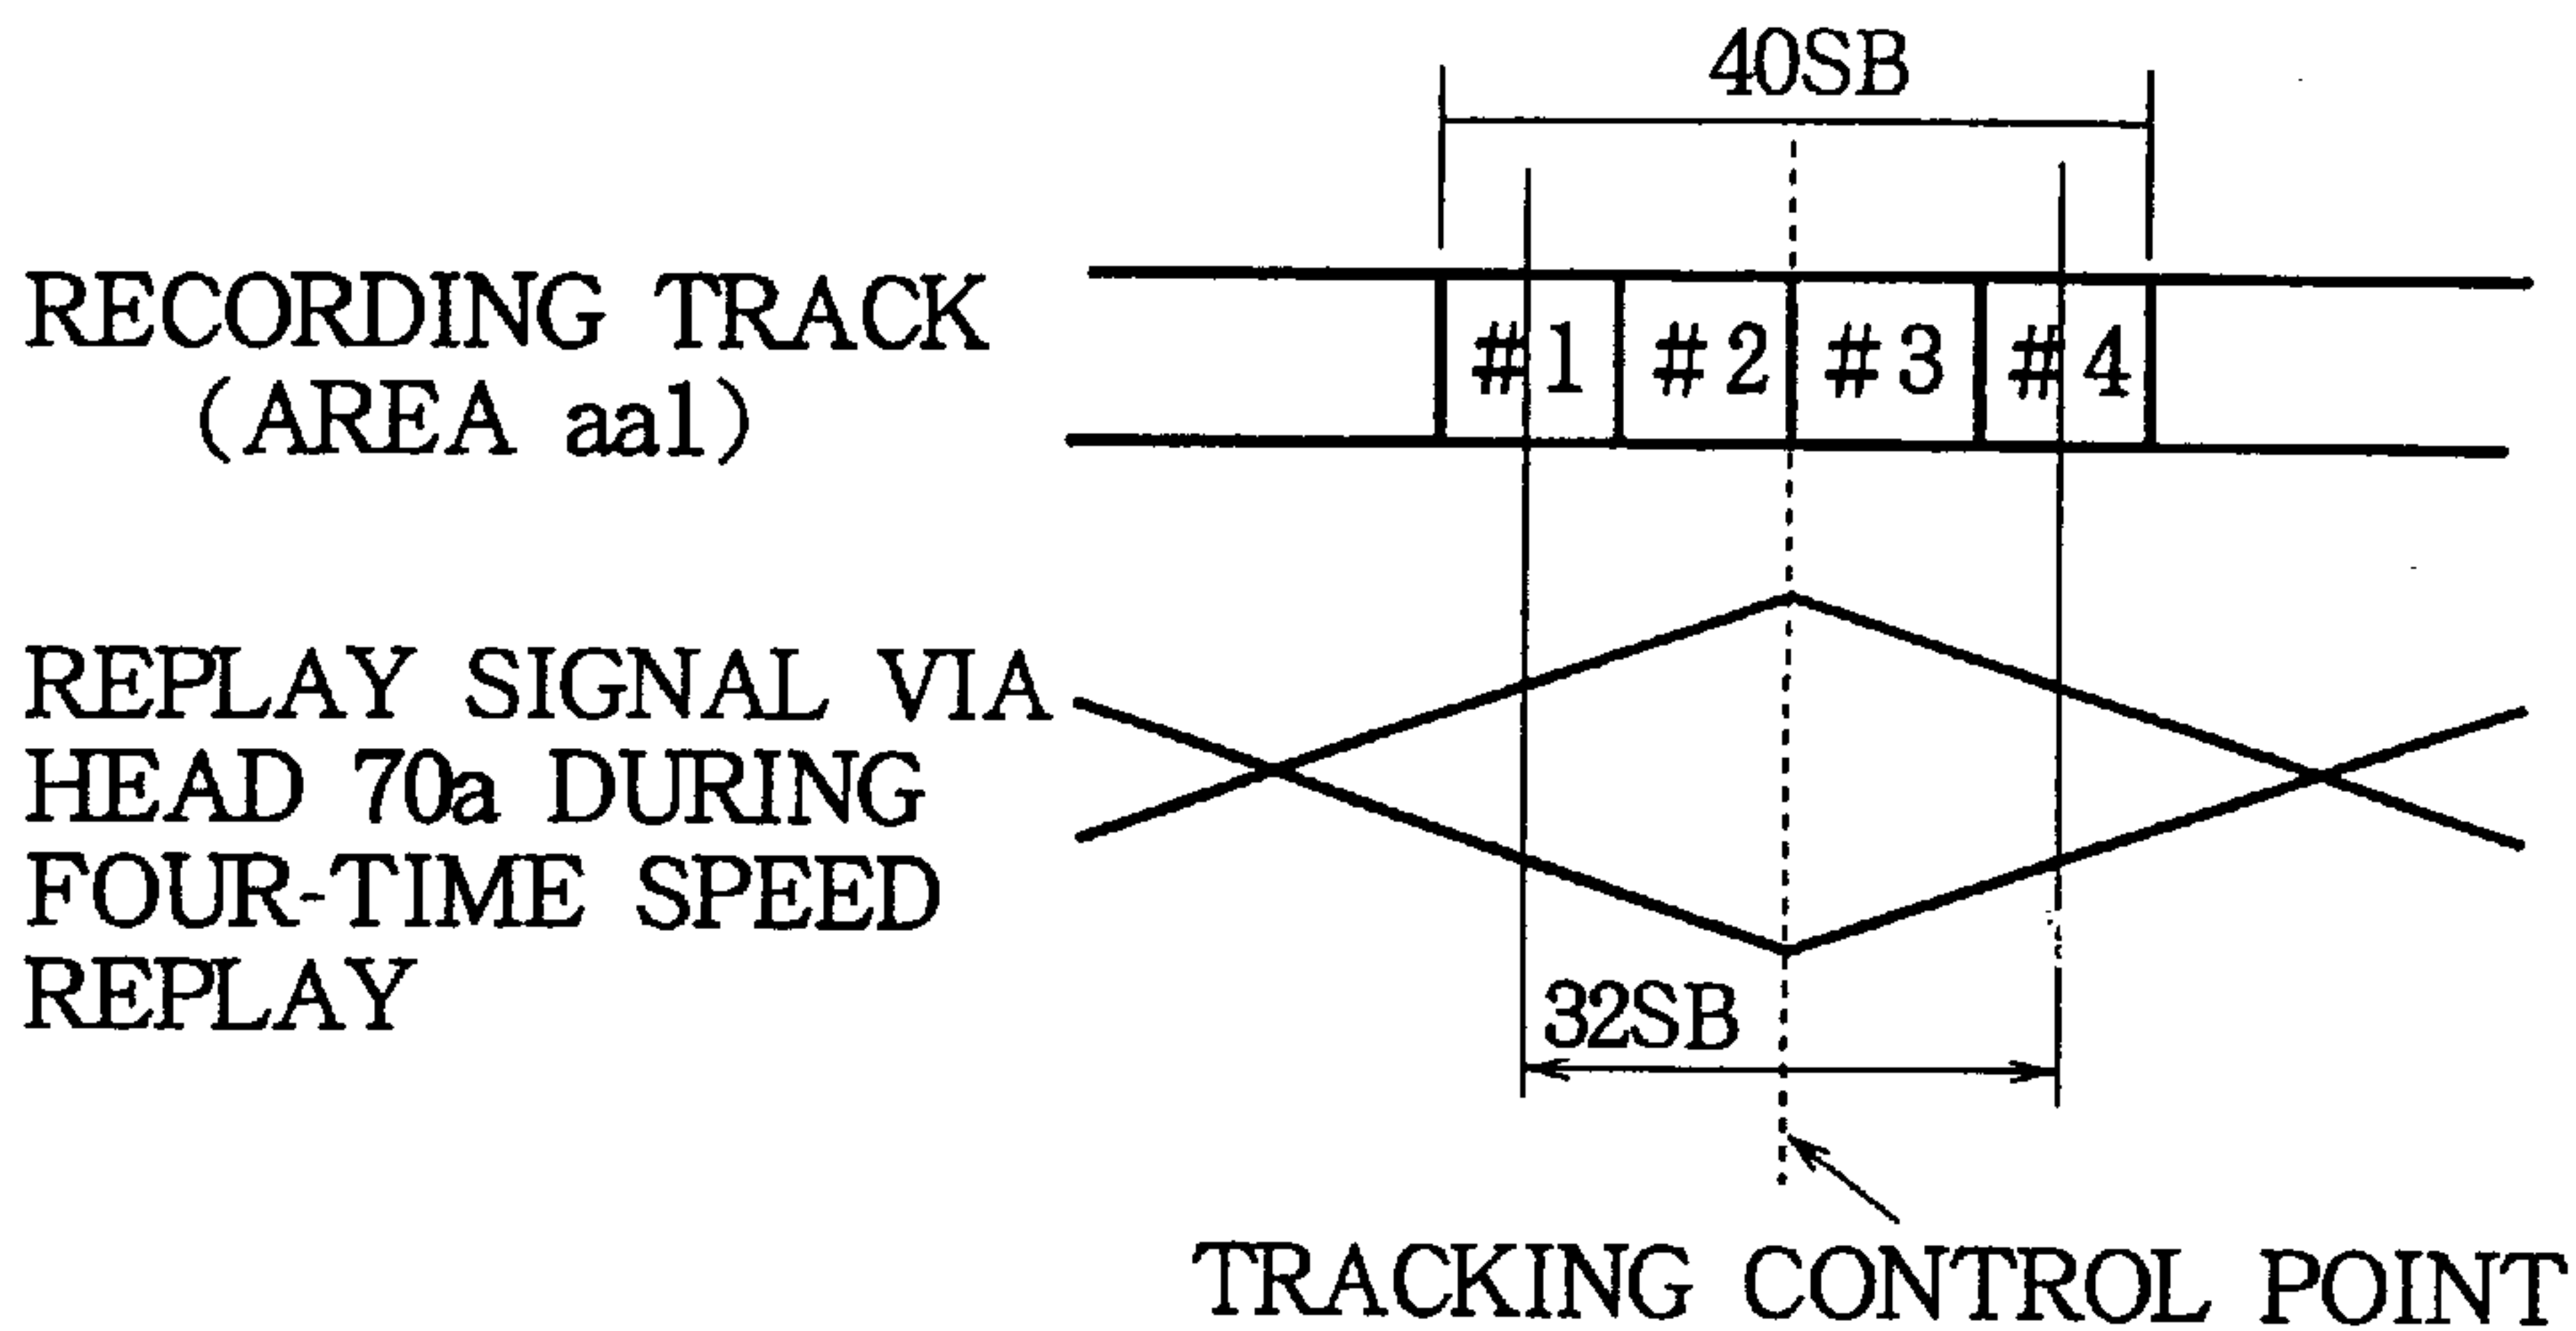 40SB
RECORDING TRACK
(AREA aa1)
#1 #2 #3 #4
REPLAY SIGNAL VIA
HEAD 70a DURING
FOUR-TIME SPEED
REPLAY
32SB
TRACKING CONTROL POINT